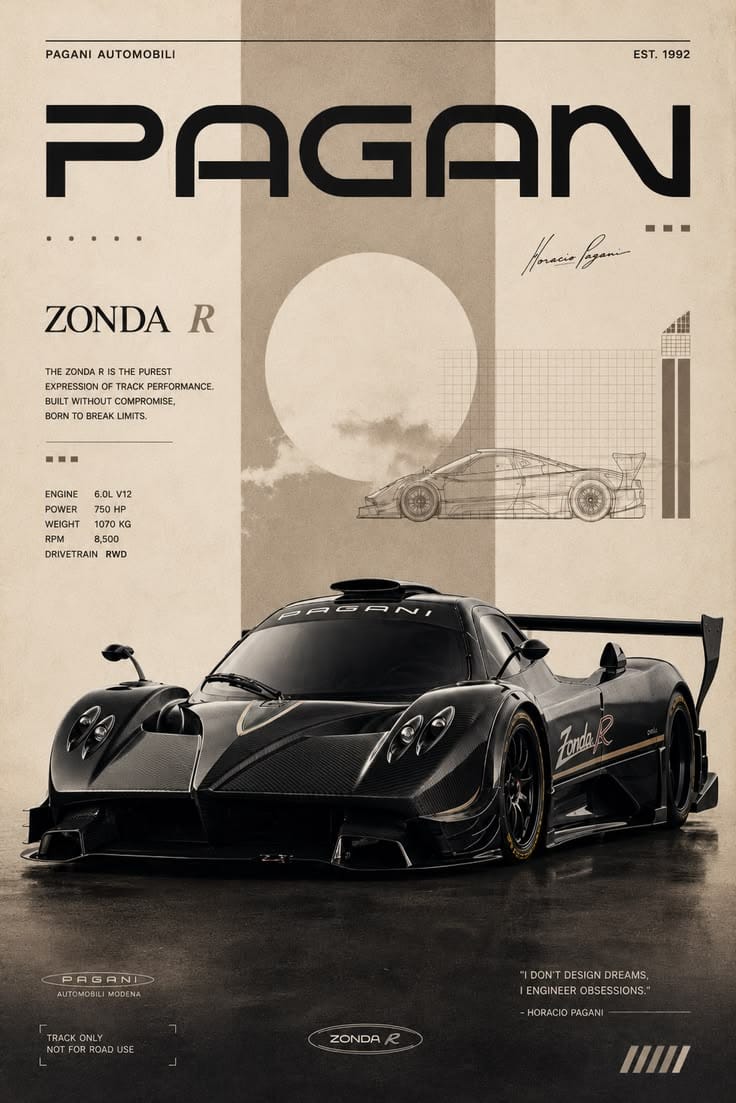 PAGANI AUTOMOBILI
EST. 1992
PAGAN
Horacio Pagani
ZONDA R
THE ZONDA R IS THE PUREST
EXPRESSION OF TRACK PERFORMANCE.
BUILT WITHOUT COMPROMISE,
BORN TO BREAK LIMITS.
ENGINE 6.0L V12
POWER 750 HP
WEIGHT 1070 KG
RPM 8,500
DRIVETRAIN RWD
PAGANI
Zonda R
PAGANI
AUTOMOBILI MODENA
"I DON'T DESIGN DREAMS,
I ENGINEER OBSESSIONS."
– HORACIO PAGANI
TRACK ONLY
NOT FOR ROAD USE
ZONDA R